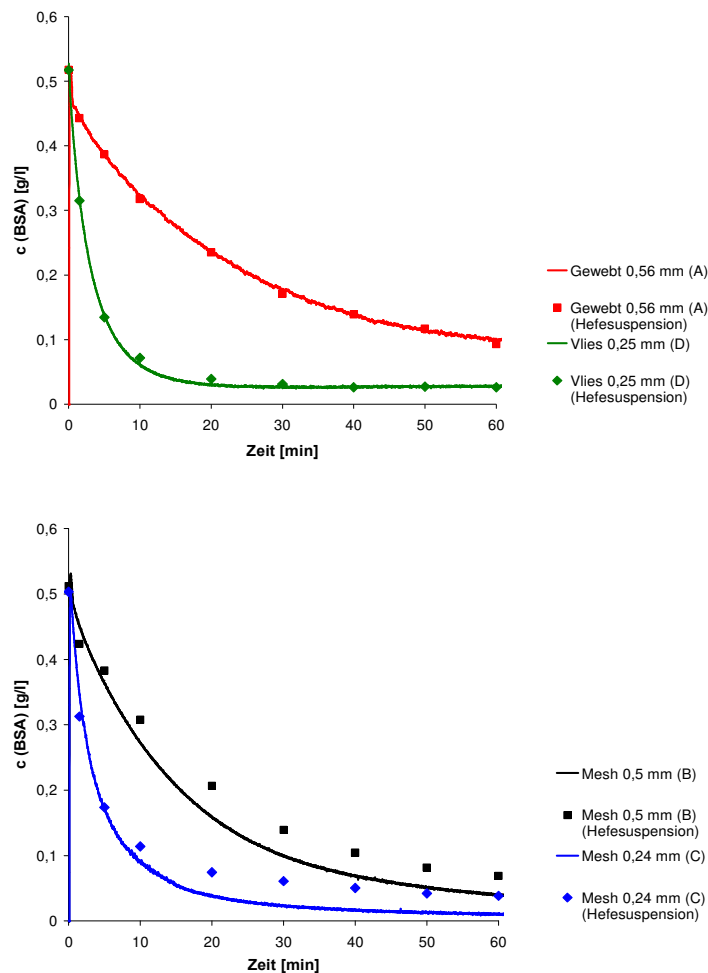 0,6
0,5
0,4
0,3
0,2
0,1
0
c (BSA) [g/l]
0 10 20 30 40 50 60
Zeit [min]
Gewebt 0,56 mm (A)
Gewebt 0,56 mm (A)
(Hefesuspension)
Vlies 0,25 mm (D)
Vlies 0,25 mm (D)
(Hefesuspension)
0,6
0,5
0,4
0,3
0,2
0,1
0
c (BSA) [g/l]
0 10 20 30 40 50 60
Zeit [min]
Mesh 0,5 mm (B)
Mesh 0,5 mm (B)
(Hefesuspension)
Mesh 0,24 mm (C)
Mesh 0,24 mm (C)
(Hefesuspension)